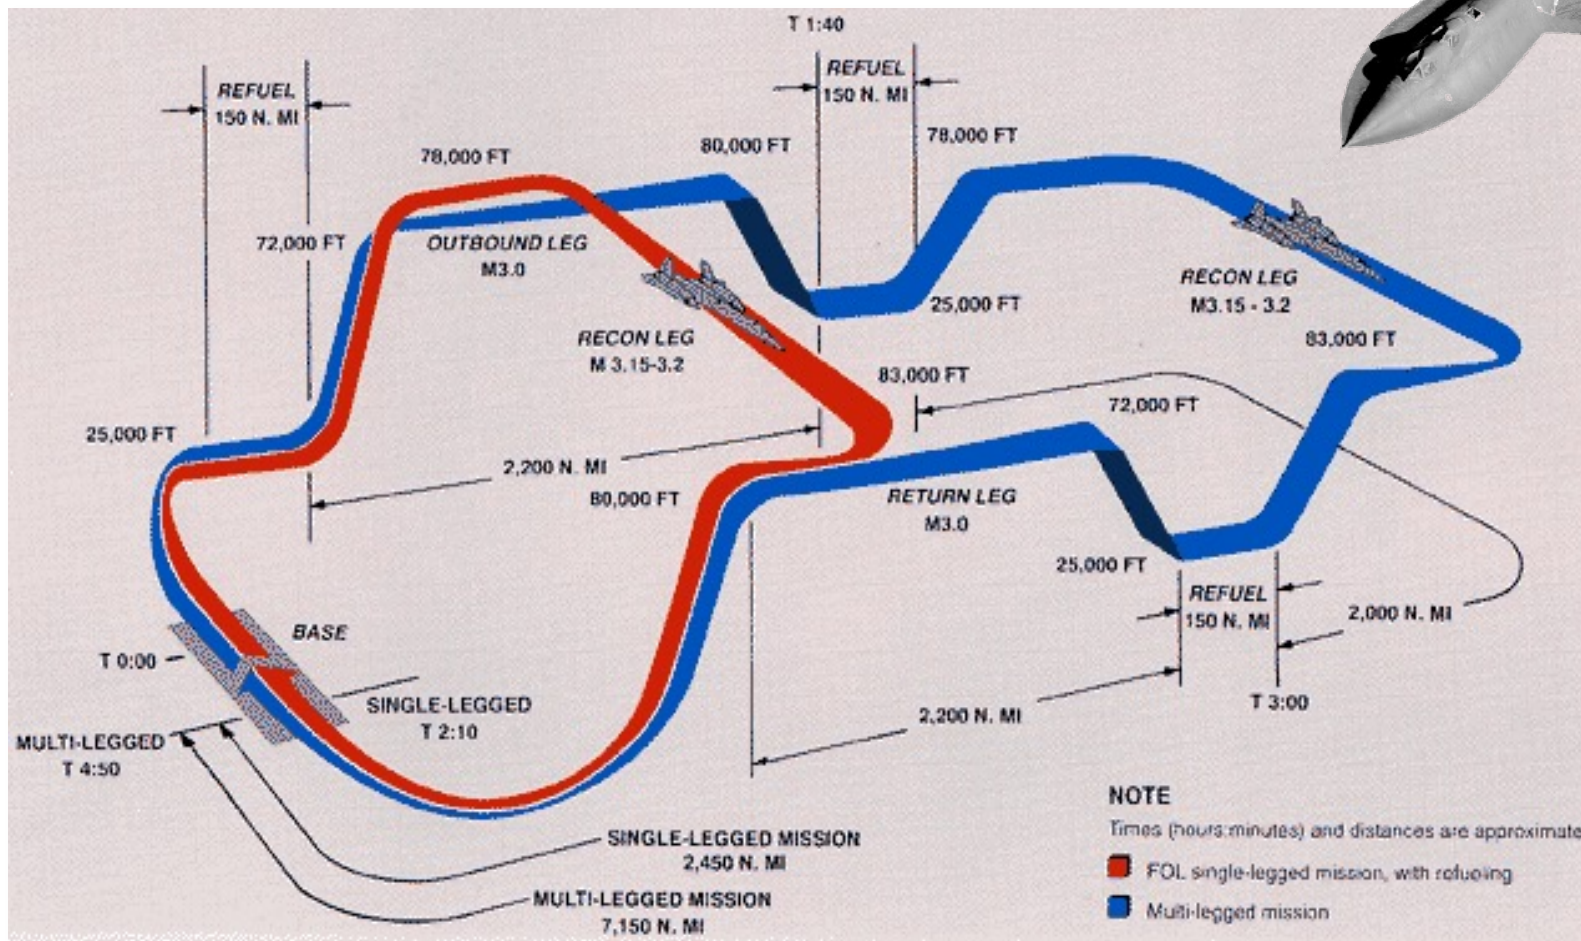 T 1:40
REFUEL
150 N. MI
REFUEL
150 N. MI
78,000 FT
80,000 FT
78,000 FT
72,000 FT
OUTBOUND LEG
M3.0
RECON LEG
M3.15 - 3.2
25,000 FT
RECON LEG
M 3.15-3.2
83,000 FT
83,000 FT
72,000 FT
25,000 FT
2,200 N. MI
80,000 FT
RETURN LEG
M3.0
25,000 FT
REFUEL
150 N. MI
2,000 N. MI
BASE
T 0:00
SINGLE-LEGGED
T 2:10
T 3:00
2,200 N. MI
MULTI-LEGGED
T 4:50
SINGLE-LEGGED MISSION
2,450 N. MI
MULTI-LEGGED MISSION
7,150 N. MI
NOTE
Times (hours:minutes) and distances are approximate
FOL single-legged mission, with refueling
Multi-legged mission